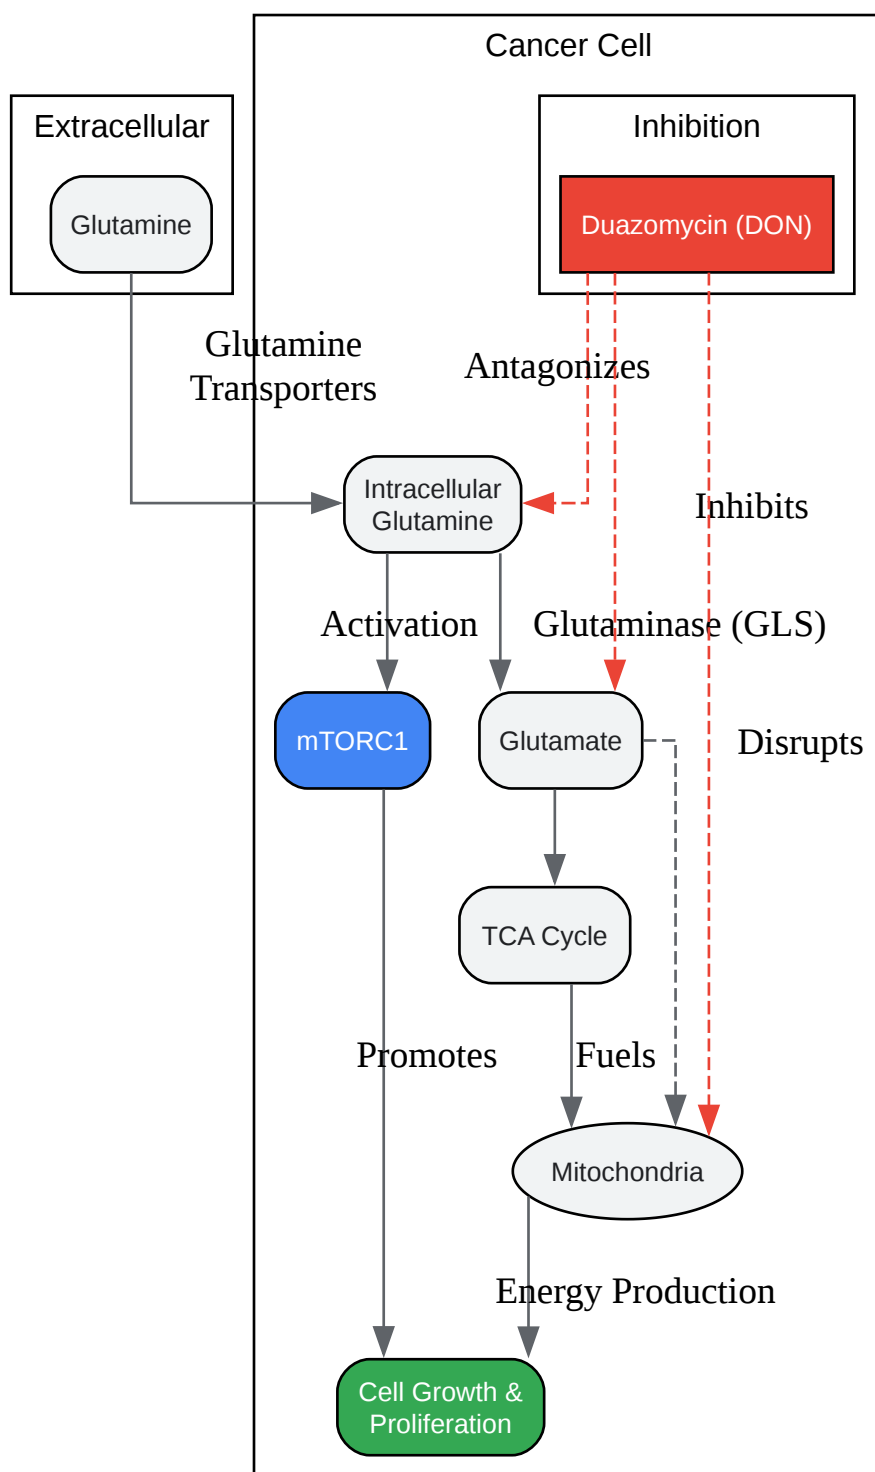 Cancer Cell
Extracellular
Inhibition
Glutamine
Duazomycin (DON)
Glutamine
Transporters
Antagonizes
Intracellular
Glutamine
Inhibits
Activation
Glutaminase (GLS)
mTORC1
Glutamate
Disrupts
TCA Cycle
Promotes
Fuels
Mitochondria
Energy Production
Cell Growth &
Proliferation